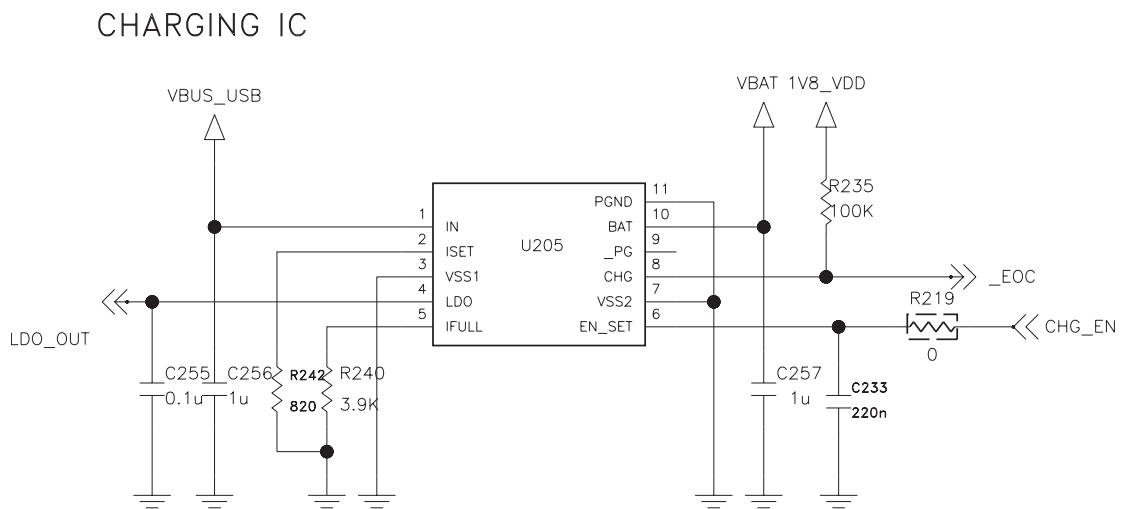 CHARGING IC
VBUS_USB
VBAT 1V8_VDD
R235
100K
11
PGND
1
IN
10
BAT
2
ISET
U205
9
_PG
3
VSS1
8
CHG
_EOC
4
LDO
7
VSS2
R219
5
IFULL
6
EN_SET
CHG_EN
LDO_OUT
0
C255
0.1u
C256
1u
R242
820
R240
3.9K
C257
1u
C233
220n